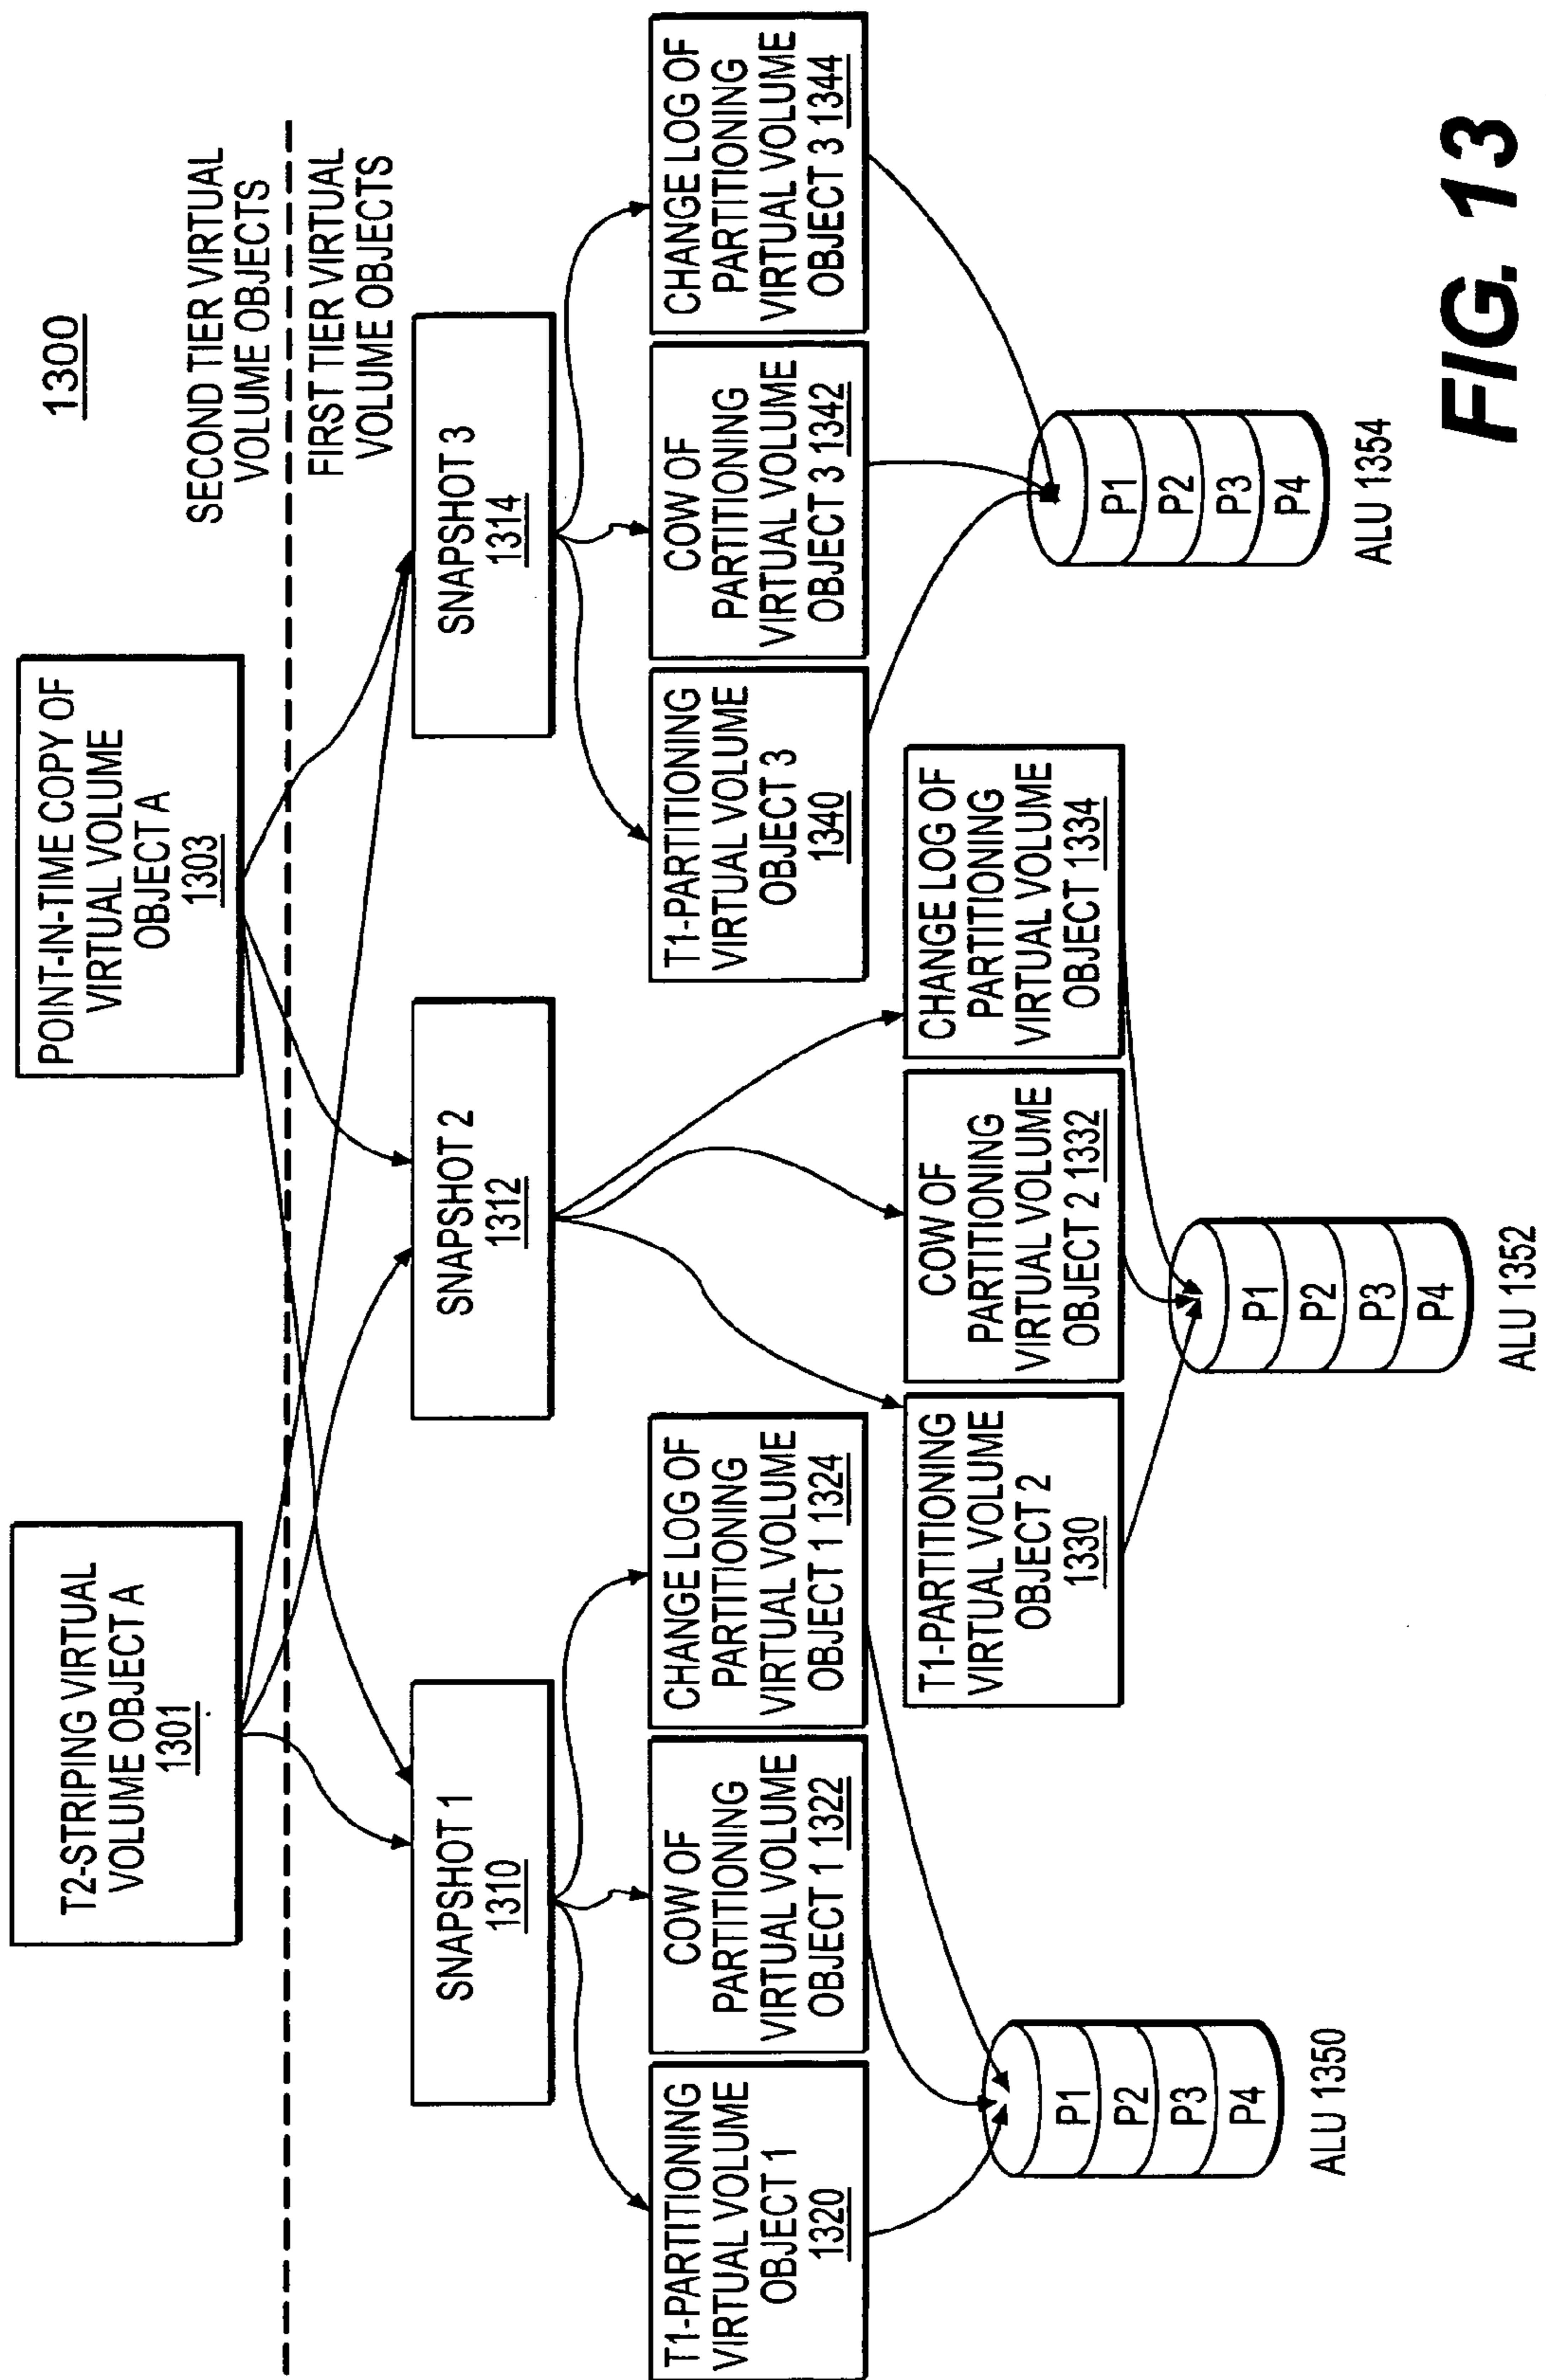 1300
T2-STRIPING VIRTUAL
VOLUME OBJECT A
1301
POINT-IN-TIME COPY OF
VIRTUAL VOLUME
OBJECT A
1303
SECOND TIER VIRTUAL
VOLUME OBJECTS
FIRST TIER VIRTUAL
VOLUME OBJECTS
SNAPSHOT 1
1310
SNAPSHOT 2
1312
SNAPSHOT 3
1314
T1-PARTITIONING
VIRTUAL VOLUME
OBJECT 1
1320
COW OF
PARTITIONING
VIRTUAL VOLUME
OBJECT 1 1322
CHANGE LOG OF
PARTITIONING
VIRTUAL VOLUME
OBJECT 1 1324
T1-PARTITIONING
VIRTUAL VOLUME
OBJECT 2
1330
COW OF
PARTITIONING
VIRTUAL VOLUME
OBJECT 2 1332
CHANGE LOG OF
PARTITIONING
VIRTUAL VOLUME
OBJECT 1334
T1-PARTITIONING
VIRTUAL VOLUME
OBJECT 3
1340
COW OF
PARTITIONING
VIRTUAL VOLUME
OBJECT 3 1342
CHANGE LOG OF
PARTITIONING
VIRTUAL VOLUME
OBJECT 3 1344
P1
P2
P3
P4
ALU 1350
P1
P2
P3
P4
ALU 1352
P1
P2
P3
P4
ALU 1354
FIG. 13